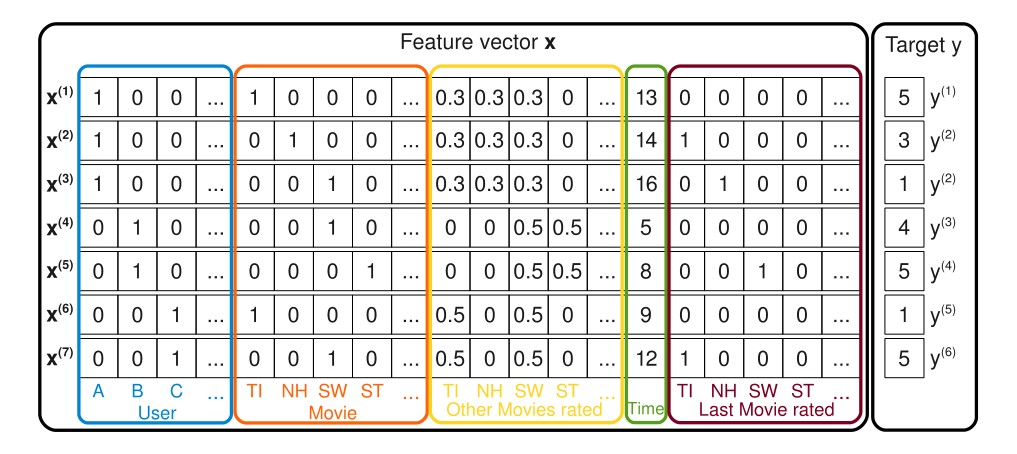 Feature vector x Target y
x(1) 1 0 0 ... 1 0 0 0 ... 0.3 0.3 0.3 0 ... 13 0 0 0 0 ... 5 y(1)
x(2) 1 0 0 ... 0 1 0 0 ... 0.3 0.3 0.3 0 ... 14 1 0 0 0 ... 3 y(2)
x(3) 1 0 0 ... 0 0 1 0 ... 0.3 0.3 0.3 0 ... 16 0 1 0 0 ... 1 y(2)
x(4) 0 1 0 ... 0 0 1 0 ... 0 0 0.5 0.5 ... 5 0 0 0 0 ... 4 y(3)
x(5) 0 1 0 ... 0 0 0 1 ... 0 0 0.5 0.5 ... 8 0 0 1 0 ... 5 y(4)
x(6) 0 0 1 ... 1 0 0 0 ... 0.5 0 0.5 0 ... 9 0 0 0 0 ... 1 y(5)
x(7) 0 0 1 ... 0 0 1 0 ... 0.5 0 0.5 0 ... 12 1 0 0 0 ... 5 y(6)
A B C ... TI NH SW ST ... TI NH SW ST ... TI NH SW ST ...
User Movie Other Movies rated Time Last Movie rated